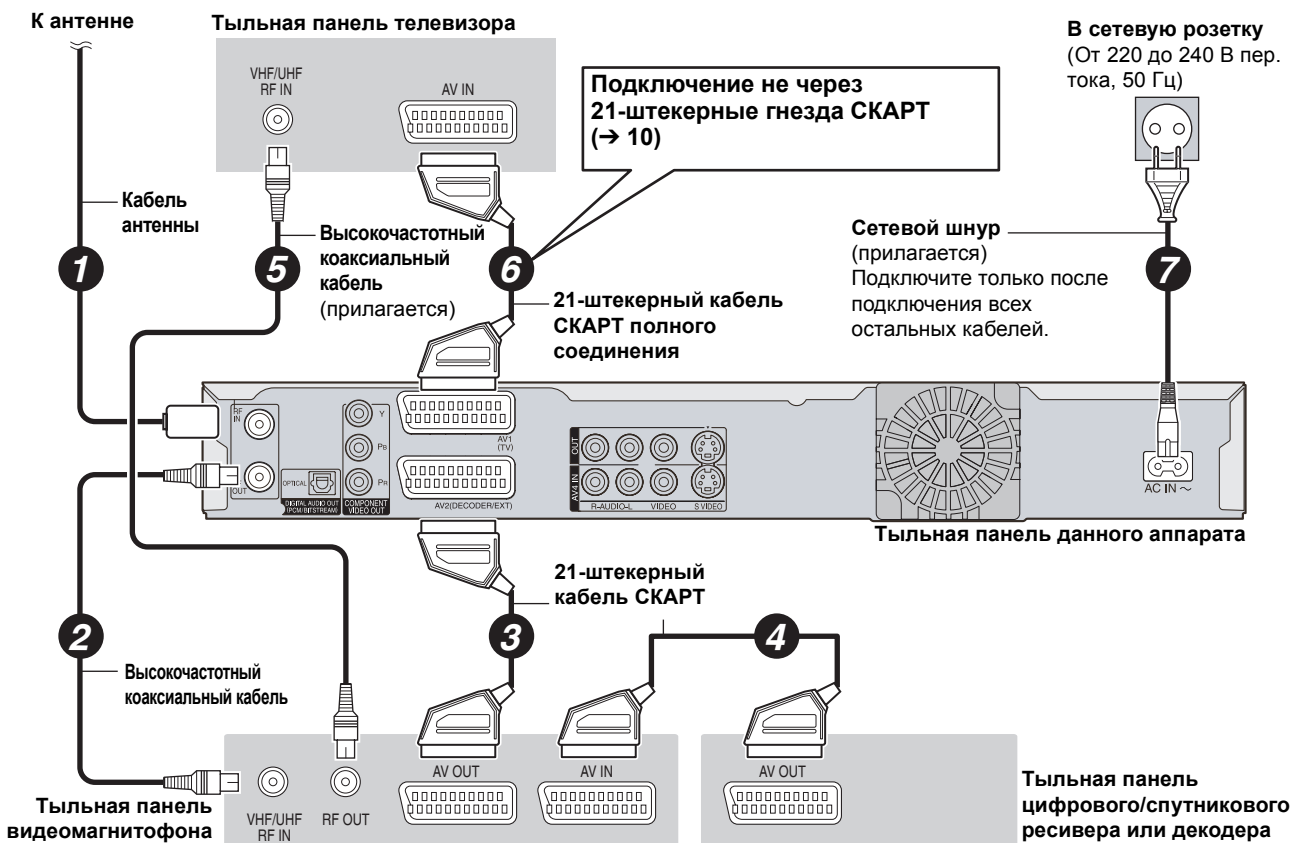 К антенне
Тыльная панель телевизора
В сетевую розетку
(От 220 до 240 В пер.
тока, 50 Гц)
VHF/UHF
RF IN
AV IN
Подключение не через
21-штекерные гнезда СКАРТ
(➔ 10)
Кабель
антенны
Высокочастотный
коаксиальный
кабель
(прилагается)
Сетевой шнур
(прилагается)
Подключите только после
подключения всех
остальных кабелей.
1
5
6
7
21-штекерный кабель
СКАРТ полного
соединения
RF
IN
OUT
OPTICAL
DIGITAL AUDIO OUT
(PCM/BITSTREAM)
Y
PB
PR
COMPONENT
VIDEO OUT
AV1
(TV)
AV2(DECODER/EXT)
OUT
AV4 IN
R-AUDIO-L
VIDEO
S VIDEO
AC IN ~
Тыльная панель данного аппарата
21-штекерный
кабель СКАРТ
2
3
4
Высокочастотный
коаксиальный кабель
Тыльная панель
видеомагнитофона
VHF/UHF
RF IN
RF OUT
AV OUT
AV IN
AV OUT
Тыльная панель
цифрового/спутникового
ресивера или декодера